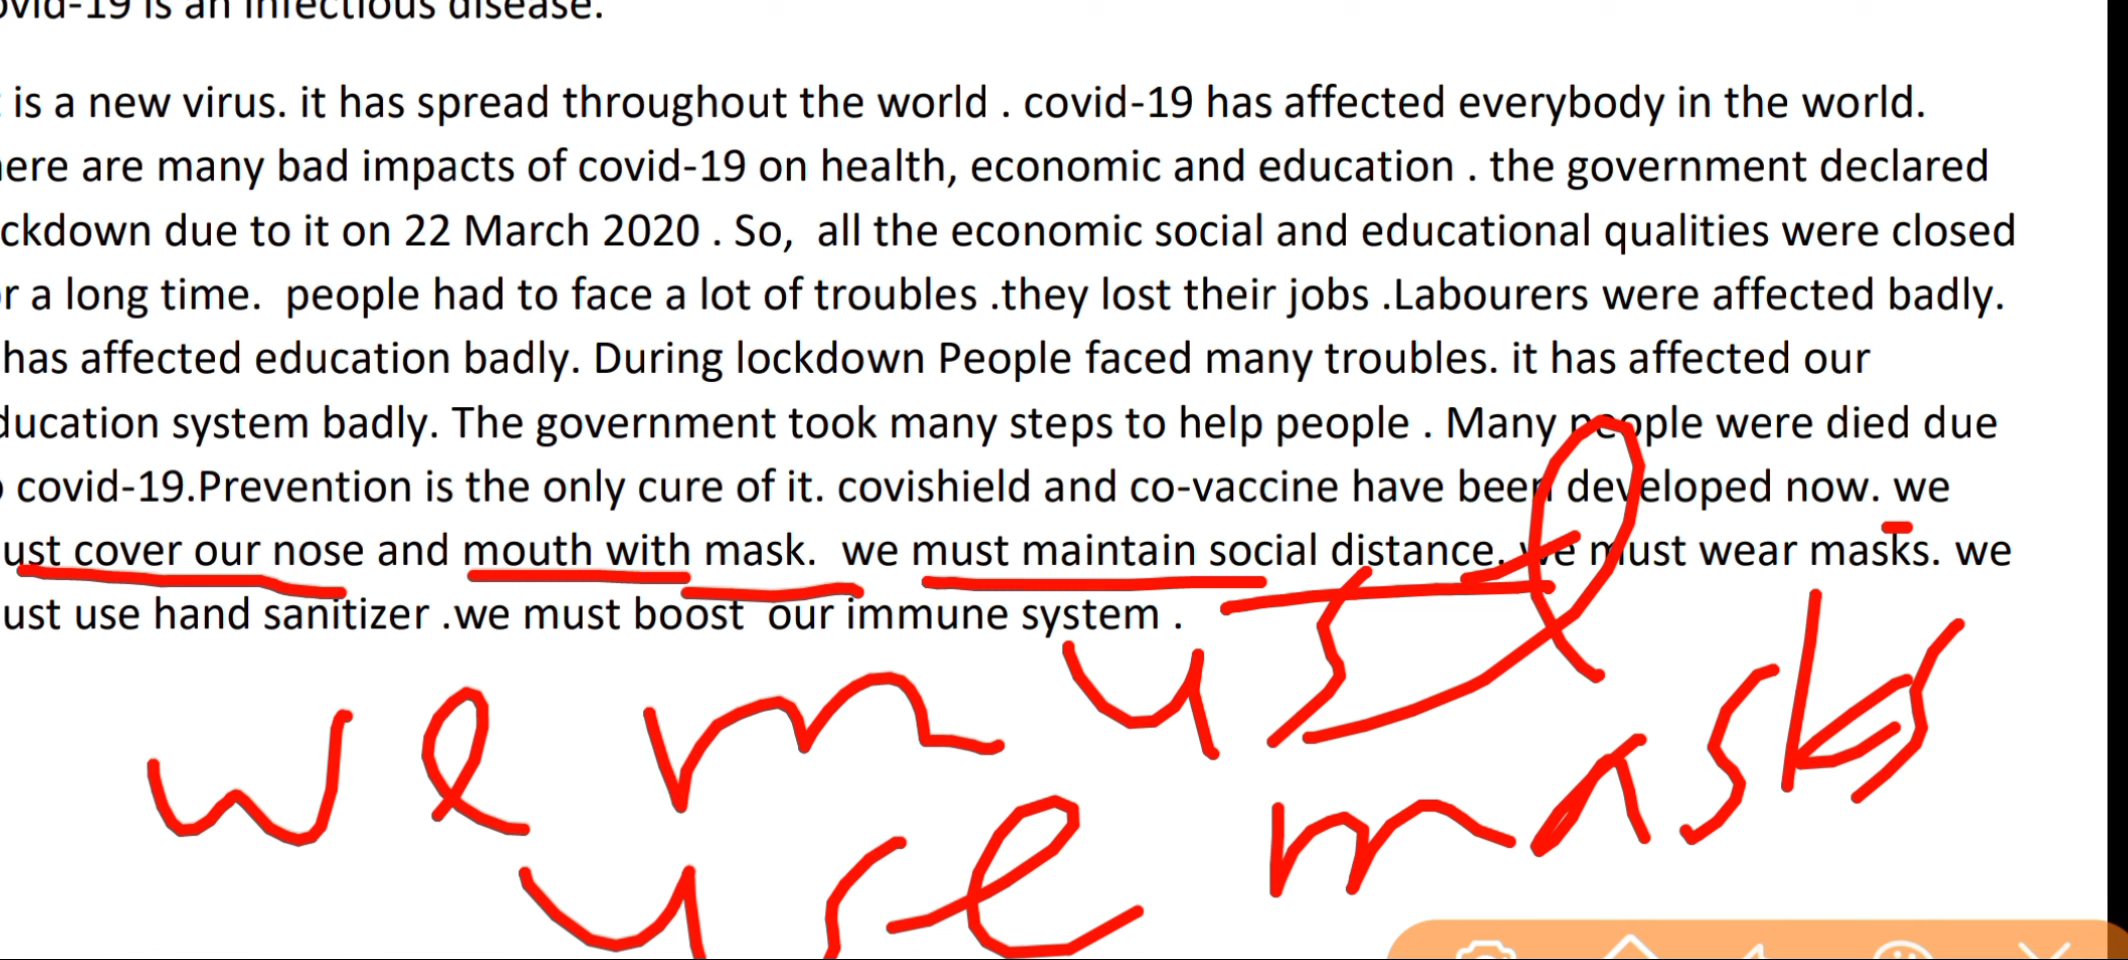 ovid-19 is an infectious disease.
is a new virus. it has spread throughout the world . covid-19 has affected everybody in the world.
ere are many bad impacts of covid-19 on health, economic and education . the government declared
ckdown due to it on 22 March 2020 . So, all the economic social and educational qualities were closed
r a long time. people had to face a lot of troubles .they lost their jobs .Labourers were affected badly.
has affected education badly. During lockdown People faced many troubles. it has affected our
ducation system badly. The government took many steps to help people . Many people were died due
covid-19.Prevention is the only cure of it. covishield and co-vaccine have been developed now. we
ust cover our nose and mouth with mask. we must maintain social distance. we must wear masks. we
ust use hand sanitizer .we must boost our immune system .
we must
use masks